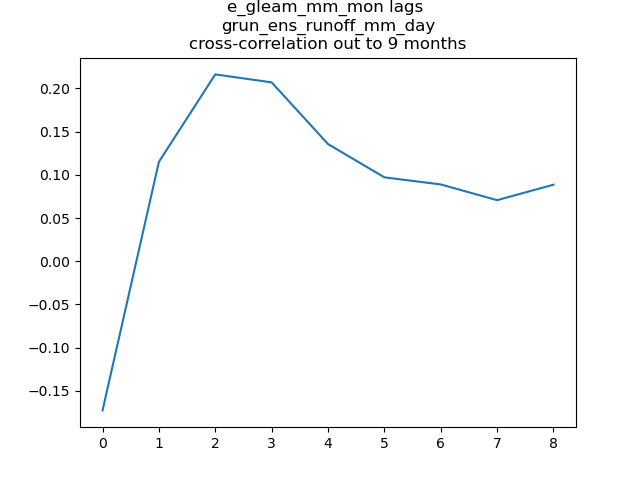 e_gleam_mm_mon lags
grun_ens_runoff_mm_day
cross-correlation out to 9 months
0.20
0.15
0.10
0.05
0.00
−0.05
−0.10
−0.15
0 1 2 3 4 5 6 7 8